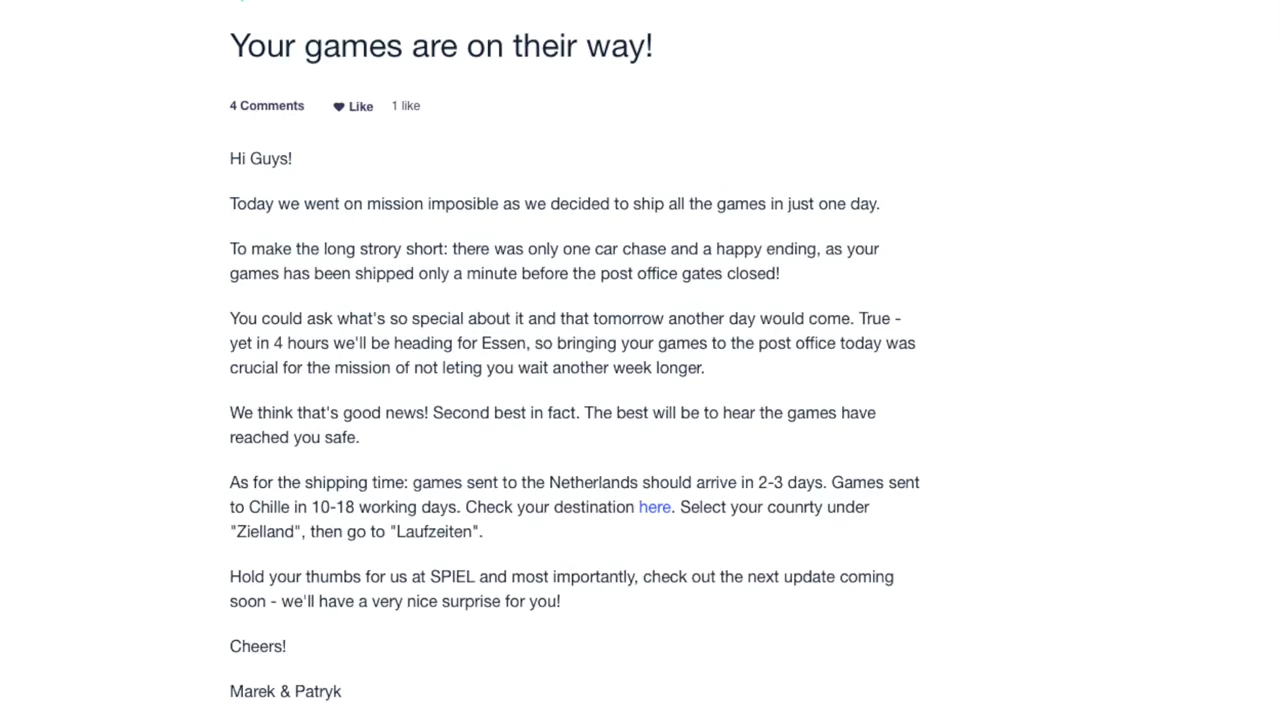 Your games are on their way!
4 Comments ♥ Like 1 like
Hi Guys!
Today we went on mission imposible as we decided to ship all the games in just one day.
To make the long strory short: there was only one car chase and a happy ending, as your
games has been shipped only a minute before the post office gates closed!
You could ask what's so special about it and that tomorrow another day would come. True -
yet in 4 hours we'll be heading for Essen, so bringing your games to the post office today was
crucial for the mission of not leting you wait another week longer.
We think that's good news! Second best in fact. The best will be to hear the games have
reached you safe.
As for the shipping time: games sent to the Netherlands should arrive in 2-3 days. Games sent
to Chille in 10-18 working days. Check your destination here. Select your counrty under
"Zielland", then go to "Laufzeiten".
Hold your thumbs for us at SPIEL and most importantly, check out the next update coming
soon - we'll have a very nice surprise for you!
Cheers!
Marek & Patryk